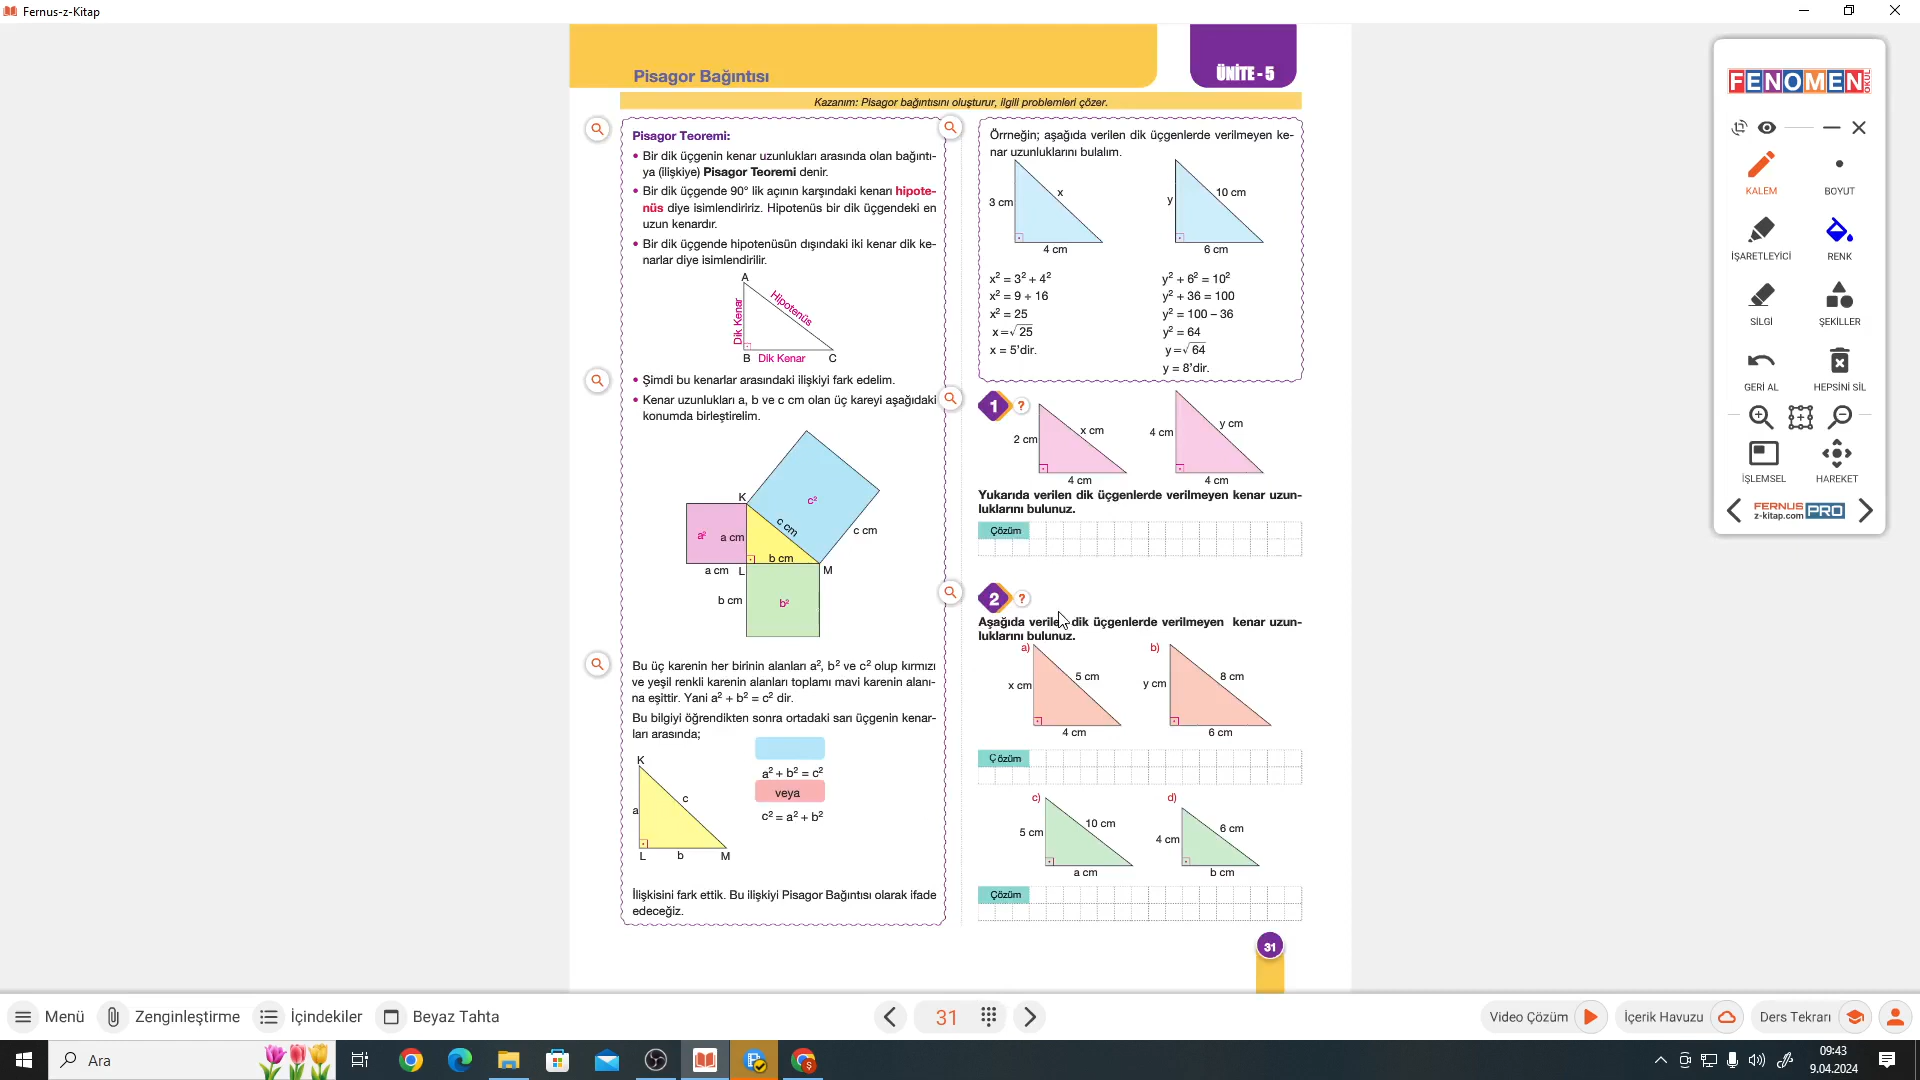 Fernus-z-Kitap
Pisagor Bağıntısı
ÜNİTE - 5
Kazanım: Pisagor bağıntısını oluşturur, ilgili problemleri çözer.
Pisagor Teoremi:
• Bir dik üçgenin kenar uzunlukları arasında olan bağıntı-
ya (ilişkiye) Pisagor Teoremi denir.
• Bir dik üçgende 90° lik açının karşındaki kenarı hipote-
nüs diye isimlendiririz. Hipotenüs bir dik üçgendeki en
uzun kenardır.
• Bir dik üçgende hipotenüsün dışındaki iki kenar dik ke-
narlar diye isimlendirilir.
A
Dik Kenar
Hipotenüs
B Dik Kenar C
• Şimdi bu kenarlar arasındaki ilişkiyi fark edelim.
• Kenar uzunlukları a, b ve c cm olan üç kareyi aşağıdaki
konumda birleştirelim.
K
c²
c cm
c cm
a²
a cm
b cm
a cm
L
M
b cm
b²
Bu üç karenin her birinin alanları a², b² ve c² olup kırmızı
ve yeşil renkli karenin alanları toplamı mavi karenin alanı-
na eşittir. Yani a² + b² = c² dir.
Bu bilgiyi öğrendikten sonra ortadaki sarı üçgenin kenar-
ları arasında;
K
a
c
L
b
M
a² + b² = c²
veya
c² = a² + b²
İlişkisini fark ettik. Bu ilişkiyi Pisagor Bağıntısı olarak ifade
edeceğiz.
Örrneğin; aşağıda verilen dik üçgenlerde verilmeyen ke-
nar uzunluklarını bulalım.
3 cm
x
4 cm
y
10 cm
6 cm
x² = 3² + 4²
x² = 9 + 16
x² = 25
x = √25
x = 5'dir.
y² + 6² = 10²
y² + 36 = 100
y² = 100 – 36
y² = 64
y = √64
y = 8'dir.
1 ?
2 cm
x cm
4 cm
4 cm
y cm
4 cm
Yukarıda verilen dik üçgenlerde verilmeyen kenar uzun-
luklarını bulunuz.
Çözüm
2 ?
Aşağıda verilen dik üçgenlerde verilmeyen kenar uzun-
luklarını bulunuz.
a)
x cm
5 cm
4 cm
b)
y cm
8 cm
6 cm
Çözüm
c)
5 cm
10 cm
a cm
d)
4 cm
6 cm
b cm
Çözüm
31
FENOMEN OKUL
KALEM
BOYUT
İŞARETLEYİCİ
RENK
SİLGİ
ŞEKİLLER
GERİ AL
HEPSİNİ SİL
İŞLEMSEL
HAREKET
FERNUS
z-kitap.com PRO
Menü
Zenginleştirme
İçindekiler
Beyaz Tahta
31
Video Çözüm
İçerik Havuzu
Ders Tekrarı
Ara
09:43
9.04.2024